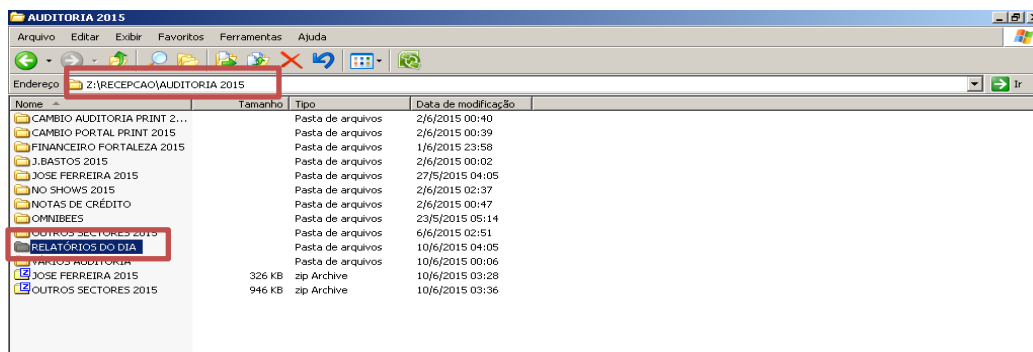 AUDITORIA 2015
Arquivo Editar Exibir Favoritos Ferramentas Ajuda
Endereço Z:\RECEPCAO\AUDITORIA 2015 Ir
Nome Tamanho Tipo Data de modificação
CAMBIO AUDITORIA PRINT 2... Pasta de arquivos 2/6/2015 00:40
CAMBIO PORTAL PRINT 2015 Pasta de arquivos 2/6/2015 00:39
FINANCEIRO FORTALEZA 2015 Pasta de arquivos 1/6/2015 23:58
J.BASTOS 2015 Pasta de arquivos 2/6/2015 00:02
JOSE FERREIRA 2015 Pasta de arquivos 27/5/2015 04:05
NO SHOWS 2015 Pasta de arquivos 2/6/2015 02:37
NOTAS DE CRÉDITO Pasta de arquivos 2/6/2015 00:47
OMNIBEES Pasta de arquivos 23/5/2015 05:14
OUTROS SECTORES 2015 Pasta de arquivos 6/6/2015 02:51
RELATÓRIOS DO DIA Pasta de arquivos 10/6/2015 04:05
VÁRIOS AUDITORIA Pasta de arquivos 10/6/2015 00:06
JOSE FERREIRA 2015 326 KB zip Archive 10/6/2015 03:28
OUTROS SECTORES 2015 946 KB zip Archive 10/6/2015 03:36